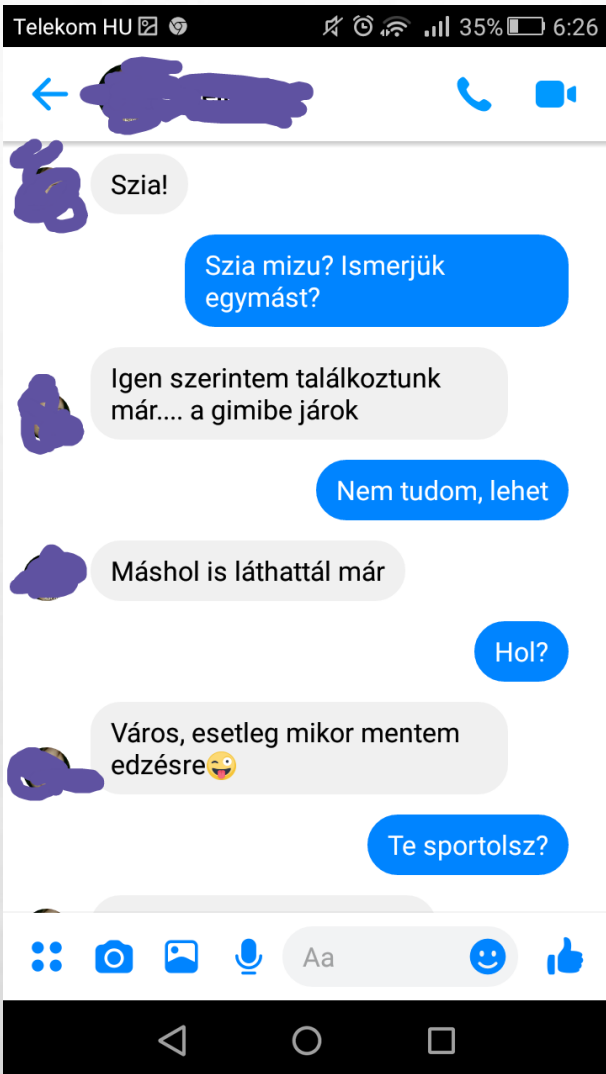 Telekom HU 35% 6:26
Szia!
Szia mizu? Ismerjük
egymást?
Igen szerintem találkoztunk
már.... a gimibe járok
Nem tudom, lehet
Máshol is láthattál már
Hol?
Város, esetleg mikor mentem
edzésre😜
Te sportolsz?
Aa